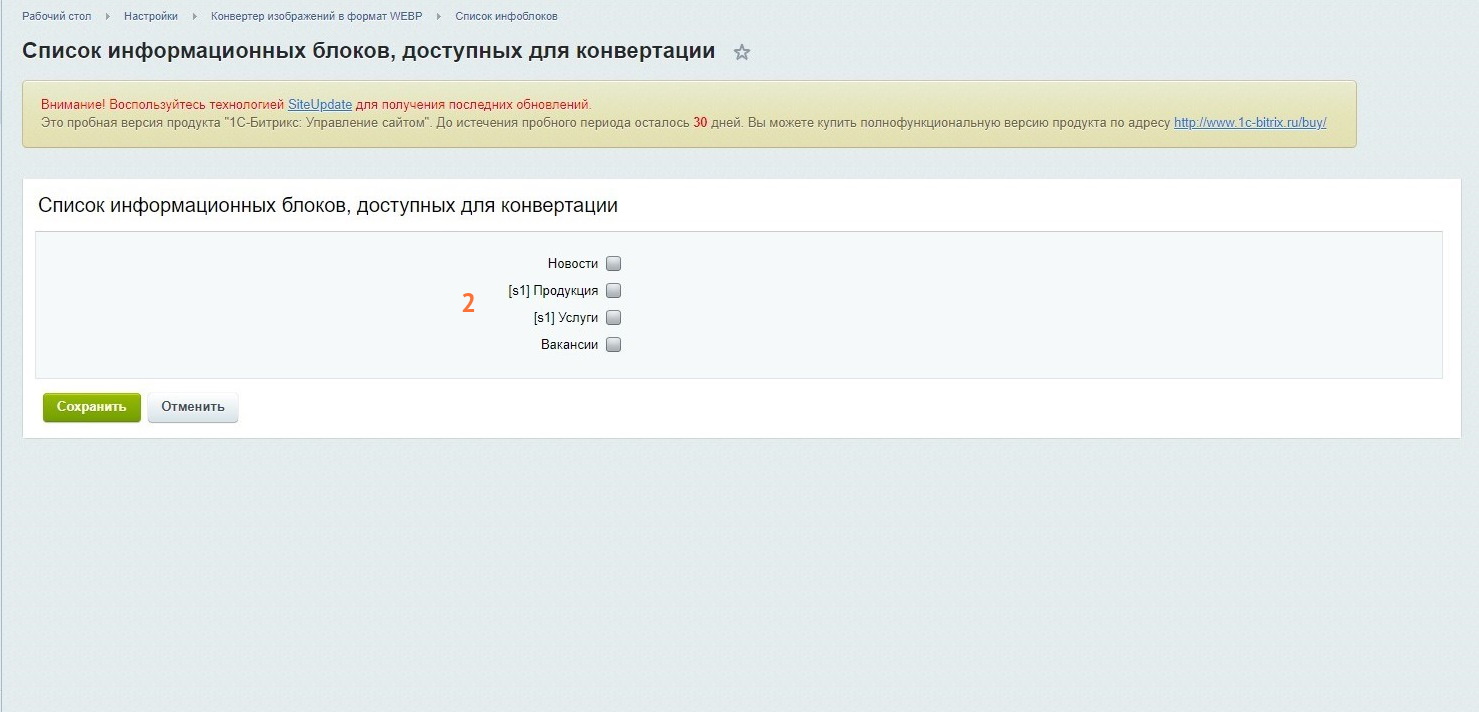 Рабочий стол Настройки Конвертер изображений в формат WEBP Список инфоблоков
Список информационных блоков, доступных для конвертации
Внимание! Воспользуйтесь технологией SiteUpdate для получения последних обновлений.
Это пробная версия продукта "1С-Битрикс: Управление сайтом". До истечения пробного периода осталось 30 дней. Вы можете купить полнофункциональную версию продукта по адресу http://www.1c-bitrix.ru/buy/
Список информационных блоков, доступных для конвертации
Новости
[s1] Продукция
2
[s1] Услуги
Вакансии
Сохранить Отменить